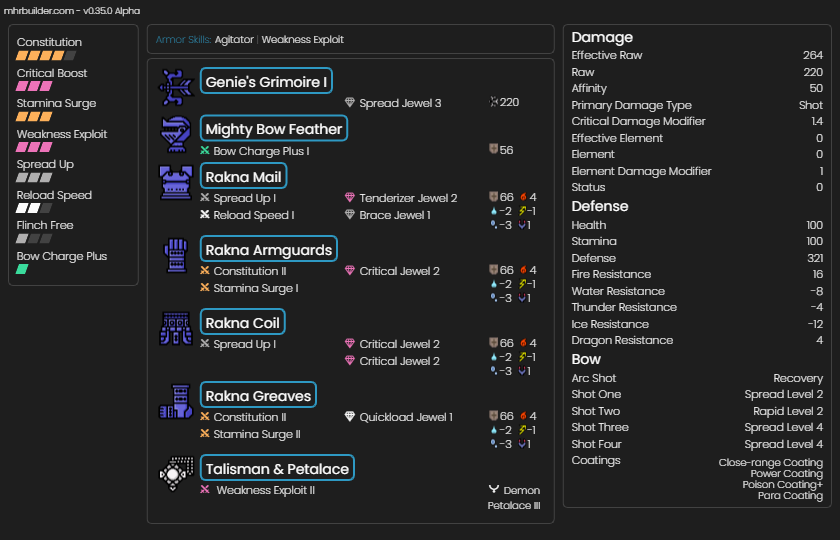 mhrbuilder.com - v0.35.0 Alpha
Constitution
Critical Boost
Stamina Surge
Weakness Exploit
Spread Up
Reload Speed
Flinch Free
Bow Charge Plus
Armor Skills: Agitator | Weakness Exploit
Genie's Grimoire I
Spread Jewel 3 220
Mighty Bow Feather
Bow Charge Plus I 56
Rakna Mail
Spread Up I Tenderizer Jewel 2 66 4
Reload Speed I Brace Jewel 1 -2 -1
-3 1
Rakna Armguards
Constitution II Critical Jewel 2 66 4
Stamina Surge I -2 -1
-3 1
Rakna Coil
Spread Up I Critical Jewel 2 66 4
Critical Jewel 2 -2 -1
-3 1
Rakna Greaves
Constitution II Quickload Jewel 1 66 4
Stamina Surge II -2 -1
-3 1
Talisman & Petalace
Weakness Exploit II Demon
Petalace III
Damage
Effective Raw 264
Raw 220
Affinity 50
Primary Damage Type Shot
Critical Damage Modifier 1.4
Effective Element 0
Element 0
Element Damage Modifier 1
Status 0
Defense
Health 100
Stamina 100
Defense 321
Fire Resistance 16
Water Resistance -8
Thunder Resistance -4
Ice Resistance -12
Dragon Resistance 4
Bow
Arc Shot Recovery
Shot One Spread Level 2
Shot Two Rapid Level 2
Shot Three Spread Level 4
Shot Four Spread Level 4
Coatings Close-range Coating
Power Coating
Poison Coating+
Para Coating